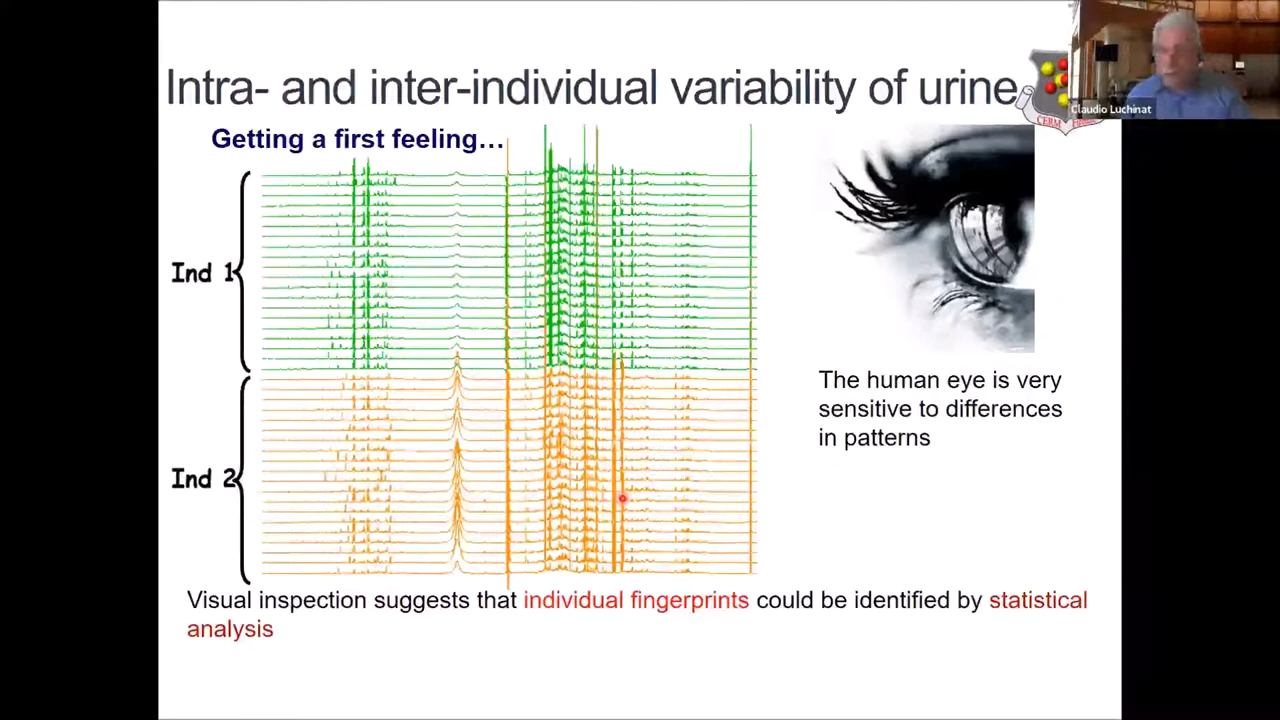 Intra- and inter-individual variability of urine
Claudio Luchinat
CERM
Getting a first feeling...
Ind 1
Ind 2
The human eye is very
sensitive to differences
in patterns
Visual inspection suggests that individual fingerprints could be identified by statistical
analysis